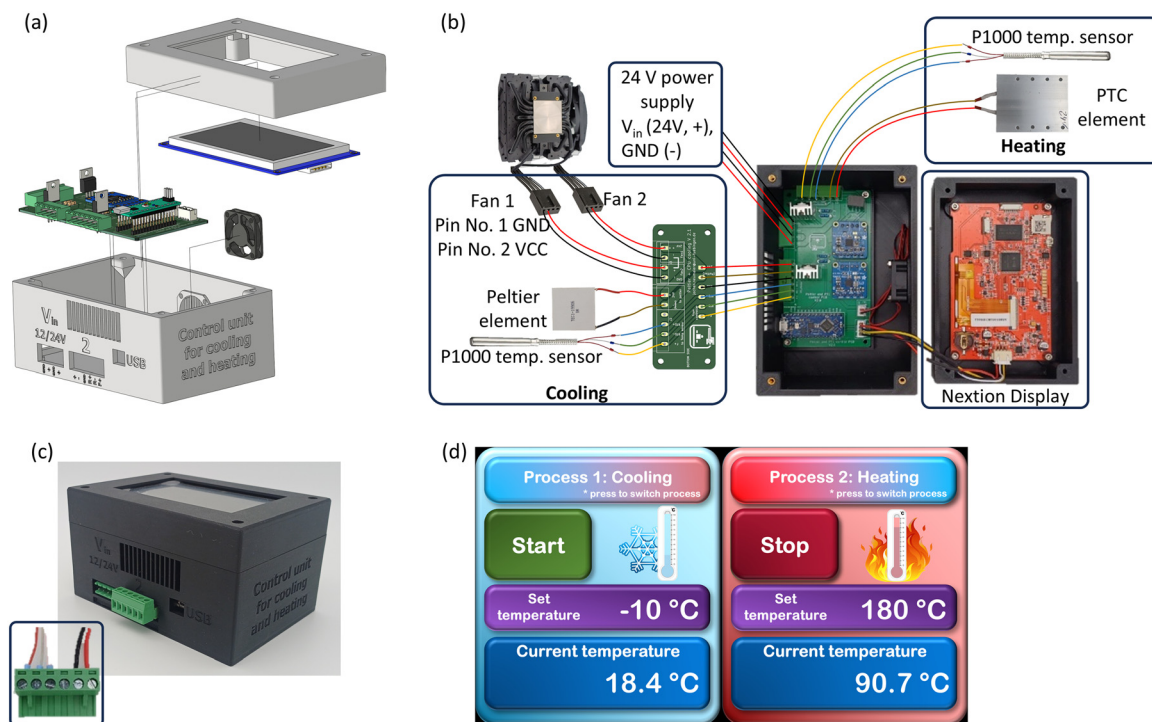 (a)
V_in
12/24V
2
USB
Control unit
for cooling
and heating
(b)
24 V power
supply
V_in (24V, +),
GND (-)
P1000 temp. sensor
PTC
element
Heating
Fan 1
Fan 2
Pin No. 1 GND
Pin No. 2 VCC
Peltier
element
P1000 temp. sensor
Cooling
Nextion Display
(c)
V_in
12/24V
USB
Control unit
for cooling
and heating
(d)
Process 1: Cooling
* press to switch process
Start
Set
temperature
-10 °C
Current temperature
18.4 °C
Process 2: Heating
* press to switch process
Stop
Set
temperature
180 °C
Current temperature
90.7 °C